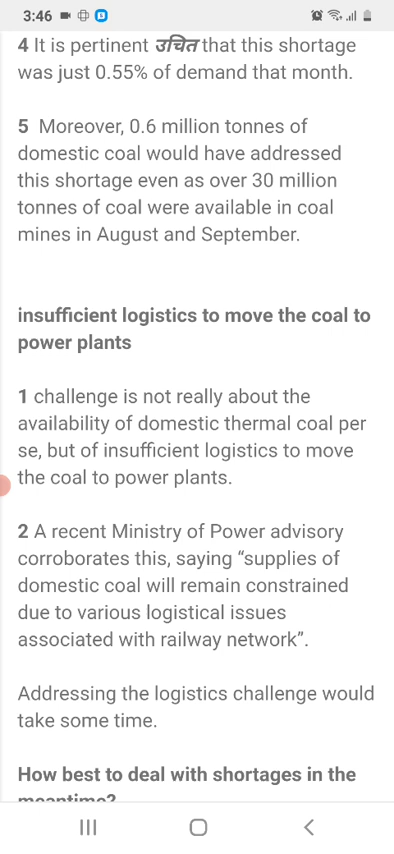 3:46
4 It is pertinent उचित that this shortage
was just 0.55% of demand that month.
5 Moreover, 0.6 million tonnes of
domestic coal would have addressed
this shortage even as over 30 million
tonnes of coal were available in coal
mines in August and September.
insufficient logistics to move the coal to
power plants
1 challenge is not really about the
availability of domestic thermal coal per
se, but of insufficient logistics to move
the coal to power plants.
2 A recent Ministry of Power advisory
corroborates this, saying “supplies of
domestic coal will remain constrained
due to various logistical issues
associated with railway network”.
Addressing the logistics challenge would
take some time.
How best to deal with shortages in the
meantime?